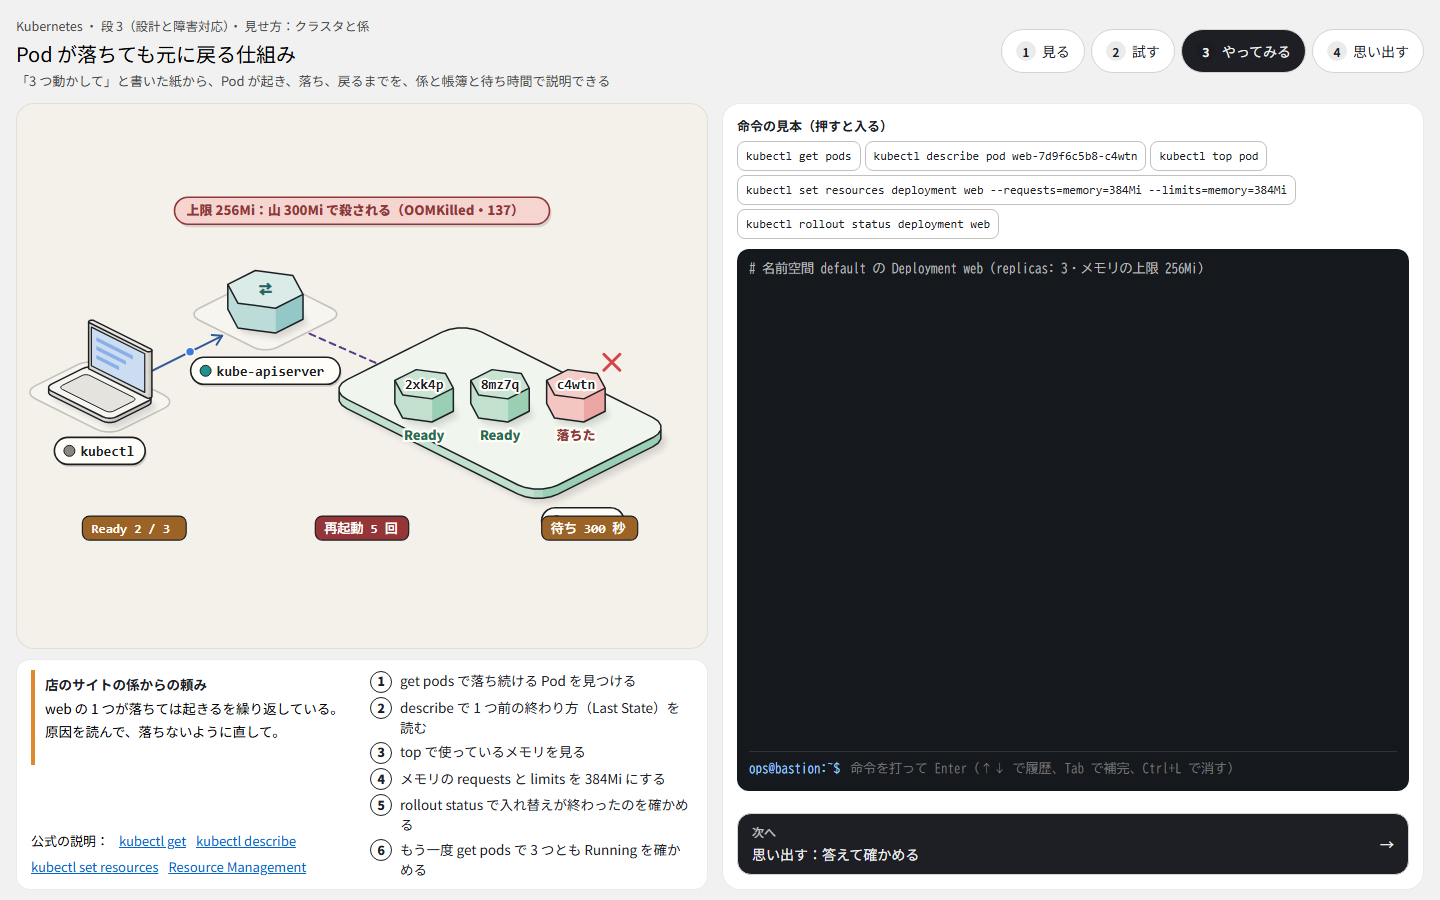 Kubernetes ・ 段 3（設計と障害対応）・ 見せ方：クラスタと係
Pod が落ちても元に戻る仕組み
「3 つ動かして」と書いた紙から、Pod が起き、落ち、戻るまでを、係と帳簿と待ち時間で説明できる
1 見る
2 試す
3 やってみる
4 思い出す
上限 256Mi：山 300Mi で殺される（OOMKilled・137）
kube-apiserver
kubectl
2xk4p
8mz7q
c4wtn
Ready
Ready
落ちた
Ready 2 / 3
再起動 5 回
待ち 300 秒
店のサイトの係からの頼み
web の 1 つが落ちては起きるを繰り返している。
原因を読んで、落ちないように直して。
公式の説明： kubectl get kubectl describe
kubectl set resources Resource Management
1 get pods で落ち続ける Pod を見つける
2 describe で 1 つ前の終わり方（Last State）を
読む
3 top で使っているメモリを見る
4 メモリの requests と limits を 384Mi にする
5 rollout status で入れ替えが終わったのを確かめ
る
6 もう一度 get pods で 3 つとも Running を確か
める
命令の見本（押すと入る）
kubectl get pods
kubectl describe pod web-7d9f6c5b8-c4wtn
kubectl top pod
kubectl set resources deployment web --requests=memory=384Mi --limits=memory=384Mi
kubectl rollout status deployment web
# 名前空間 default の Deployment web（replicas: 3・メモリの上限 256Mi）
ops@bastion:~$ 命令を打って Enter（↑↓ で履歴、Tab で補完、Ctrl+L で消す）
次へ
思い出す：答えて確かめる
→